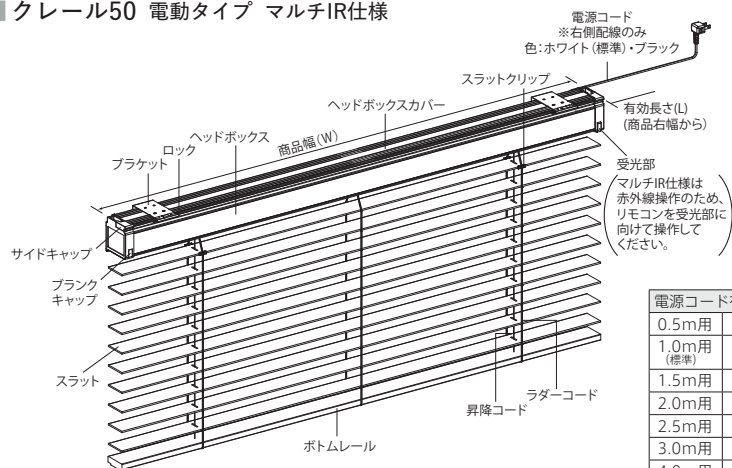 クレール50 電動タイプ マルチIR仕様
電源コード
※右側配線のみ
色:ホワイト(標準)・ブラック
スラットクリップ
ヘッドボックスカバー
有効長さ(L)
(商品右幅から)
商品幅(W)
ヘッドボックス
ロック
ブラケット
受光部
マルチIR仕様は
赤外線操作のため、
リモコンを受光部に
向けて操作して
ください。
サイドキャップ
ブランク
キャップ
スラット
昇降コード
ラダーコード
ボトムレール
電源コード
0.5m用
1.0m用
(標準)
1.5m用
2.0m用
2.5m用
3.0m用